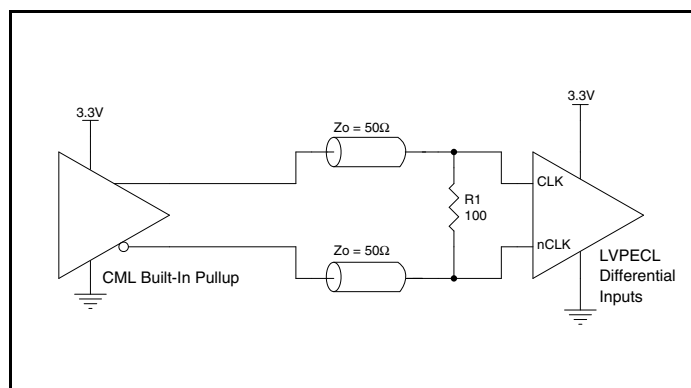 3.3V
3.3V
Zo = 50Ω
CLK
R1
100
nCLK
Zo = 50Ω
CML Built-In Pullup
LVPECL
Differential
Inputs